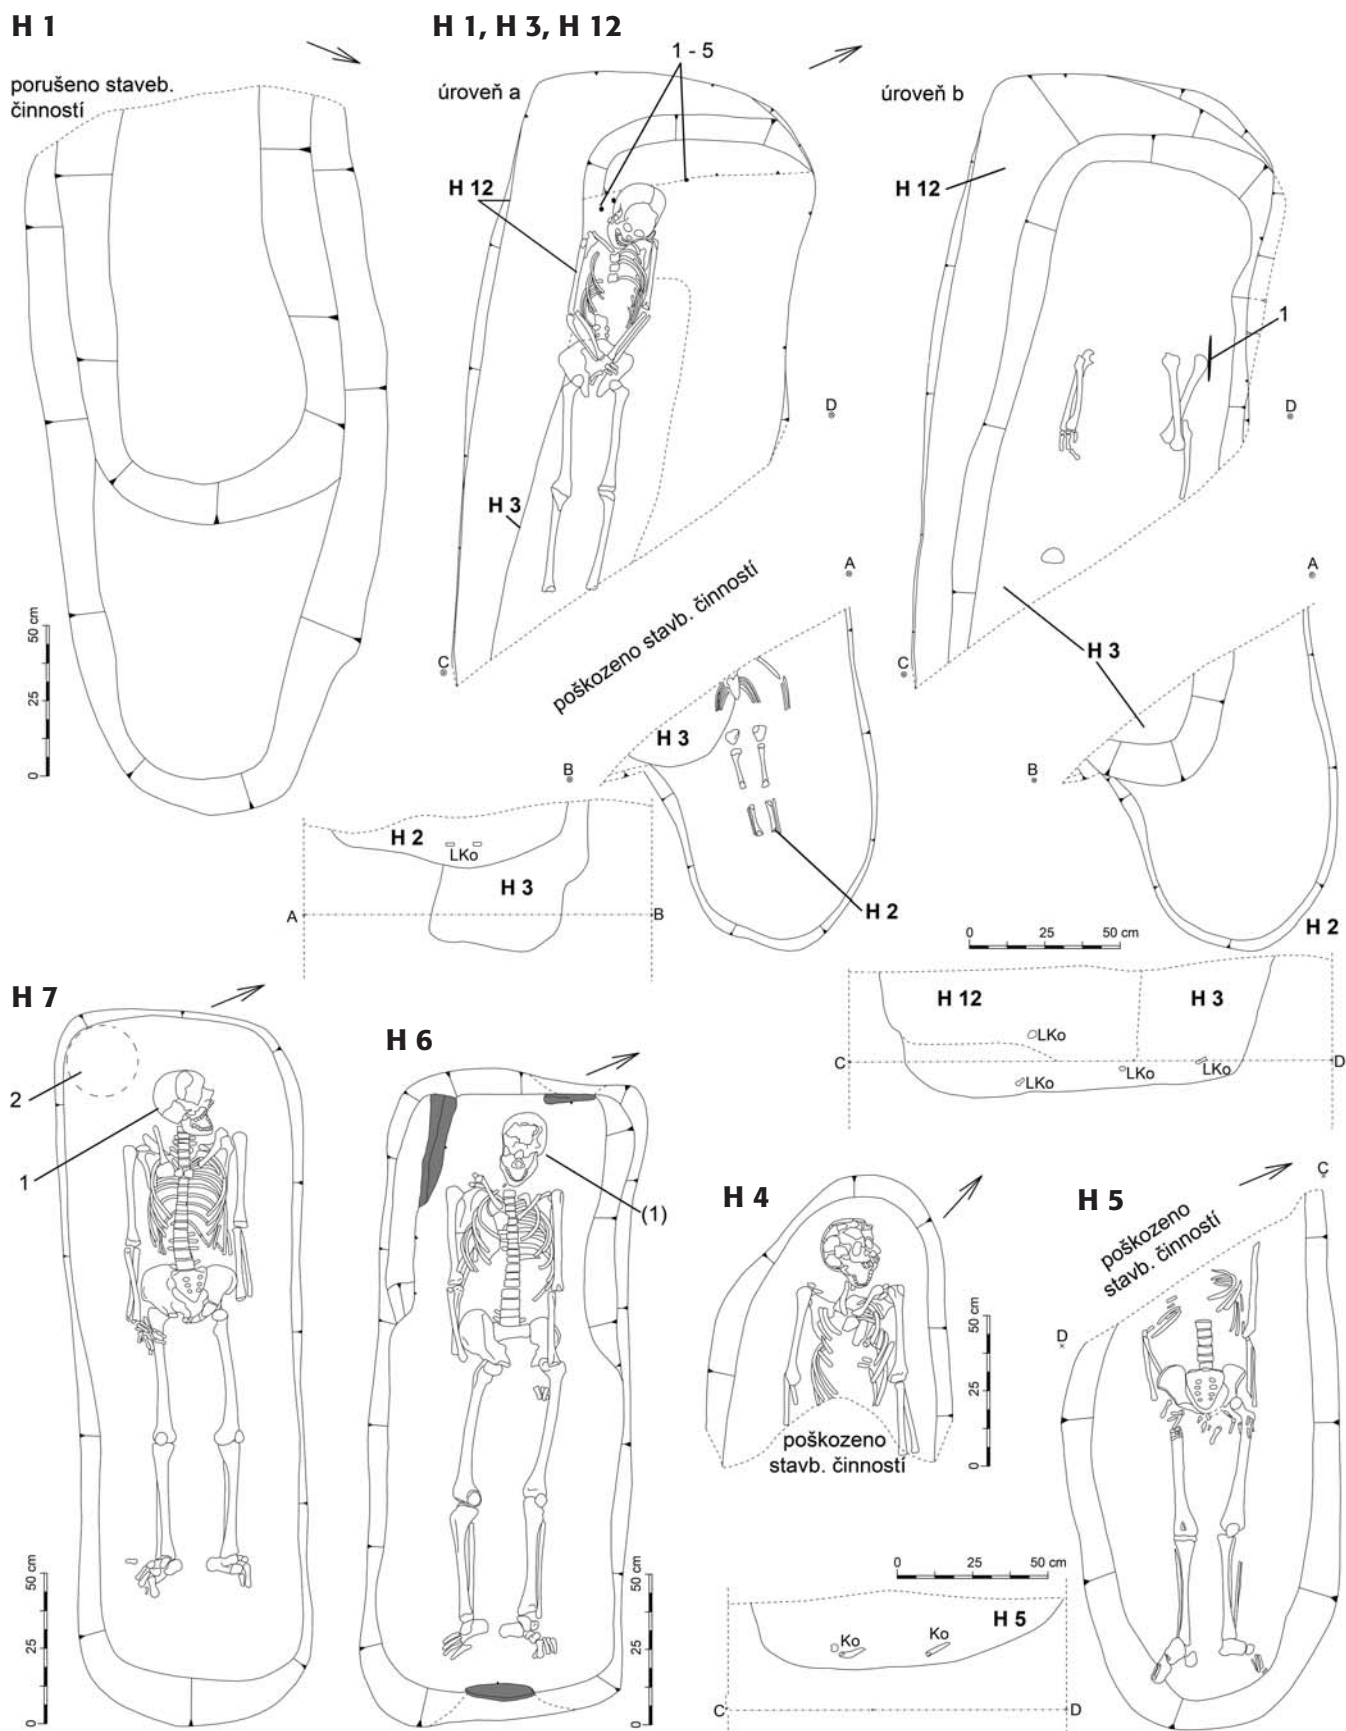 H 1
porušeno staveb.
činností
50 cm
25
0
H 1, H 3, H 12
1 - 5
úroveň a
H 12
H 3
D
A
C
B
poškozeno stavb. činností
H 3
H 2
úroveň b
H 12
1
D
A
C
H 3
B
H 2
0 25 50 cm
H 2
LKo
H 3
A B
H 12 H 3
LKo
C D
LKo LKo LKo
H 7
2
1
50 cm
25
0
H 6
(1)
50 cm
25
0
H 4
poškozeno
stavb. činností
50 cm
25
0
H 5
C
poškozeno
stavb. činností
D
0 25 50 cm
H 5
Ko Ko
C D